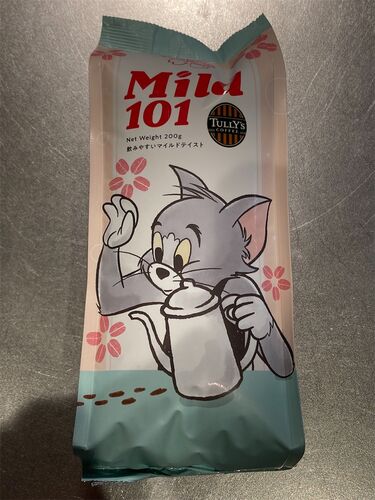 Mild
101
TULLY'S
COFFEE
Net Weight 200g
飲みやすいマイルドテイスト